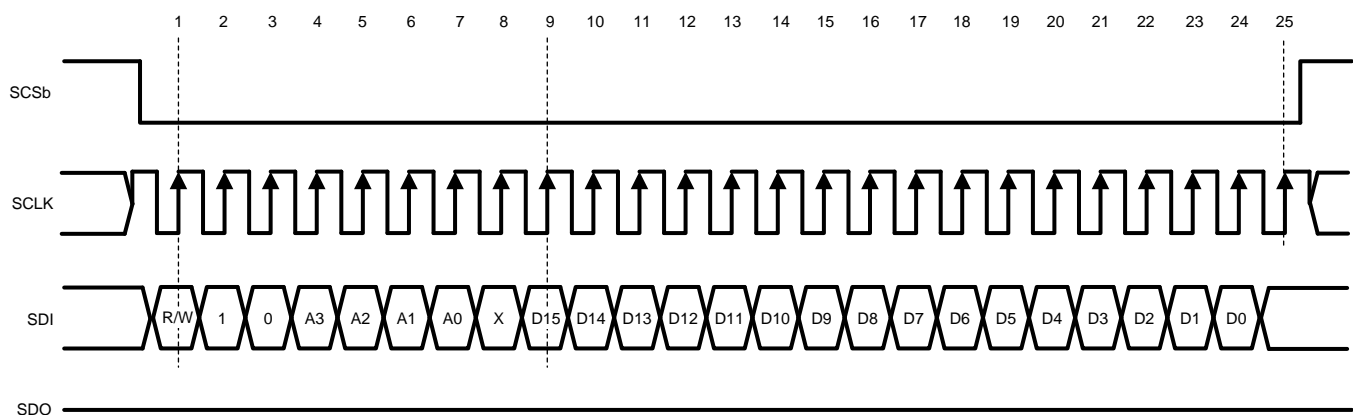 1 2 3 4 5 6 7 8 9 10 11 12 13 14 15 16 17 18 19 20 21 22 23 24 25
SCSb
SCLK
SDI R/W 1 0 A3 A2 A1 A0 X D15 D14 D13 D12 D11 D10 D9 D8 D7 D6 D5 D4 D3 D2 D1 D0
SDO